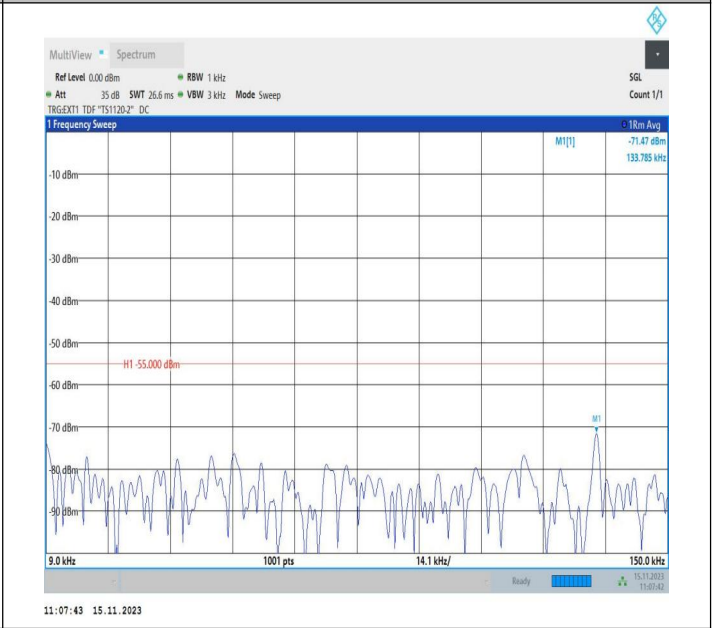 MultiView Spectrum
Ref Level 0.00 dBm RBW 1 kHz SGL
Att 35 dB SWT 26.6 ms VBW 3 kHz Mode Sweep Count 1/1
TRG:EXT1 TDF "TS1120-2" DC
1 Frequency Sweep 1Rm Avg
M1[1] -71.47 dBm
133.785 kHz
-10 dBm
-20 dBm
-30 dBm
-40 dBm
-50 dBm
H1 -55.000 dBm
-60 dBm
-70 dBm
M1
-80 dBm
-90 dBm
9.0 kHz 1001 pts 14.1 kHz/ 150.0 kHz
Ready 15.11.2023
11:07:42
11:07:43 15.11.2023